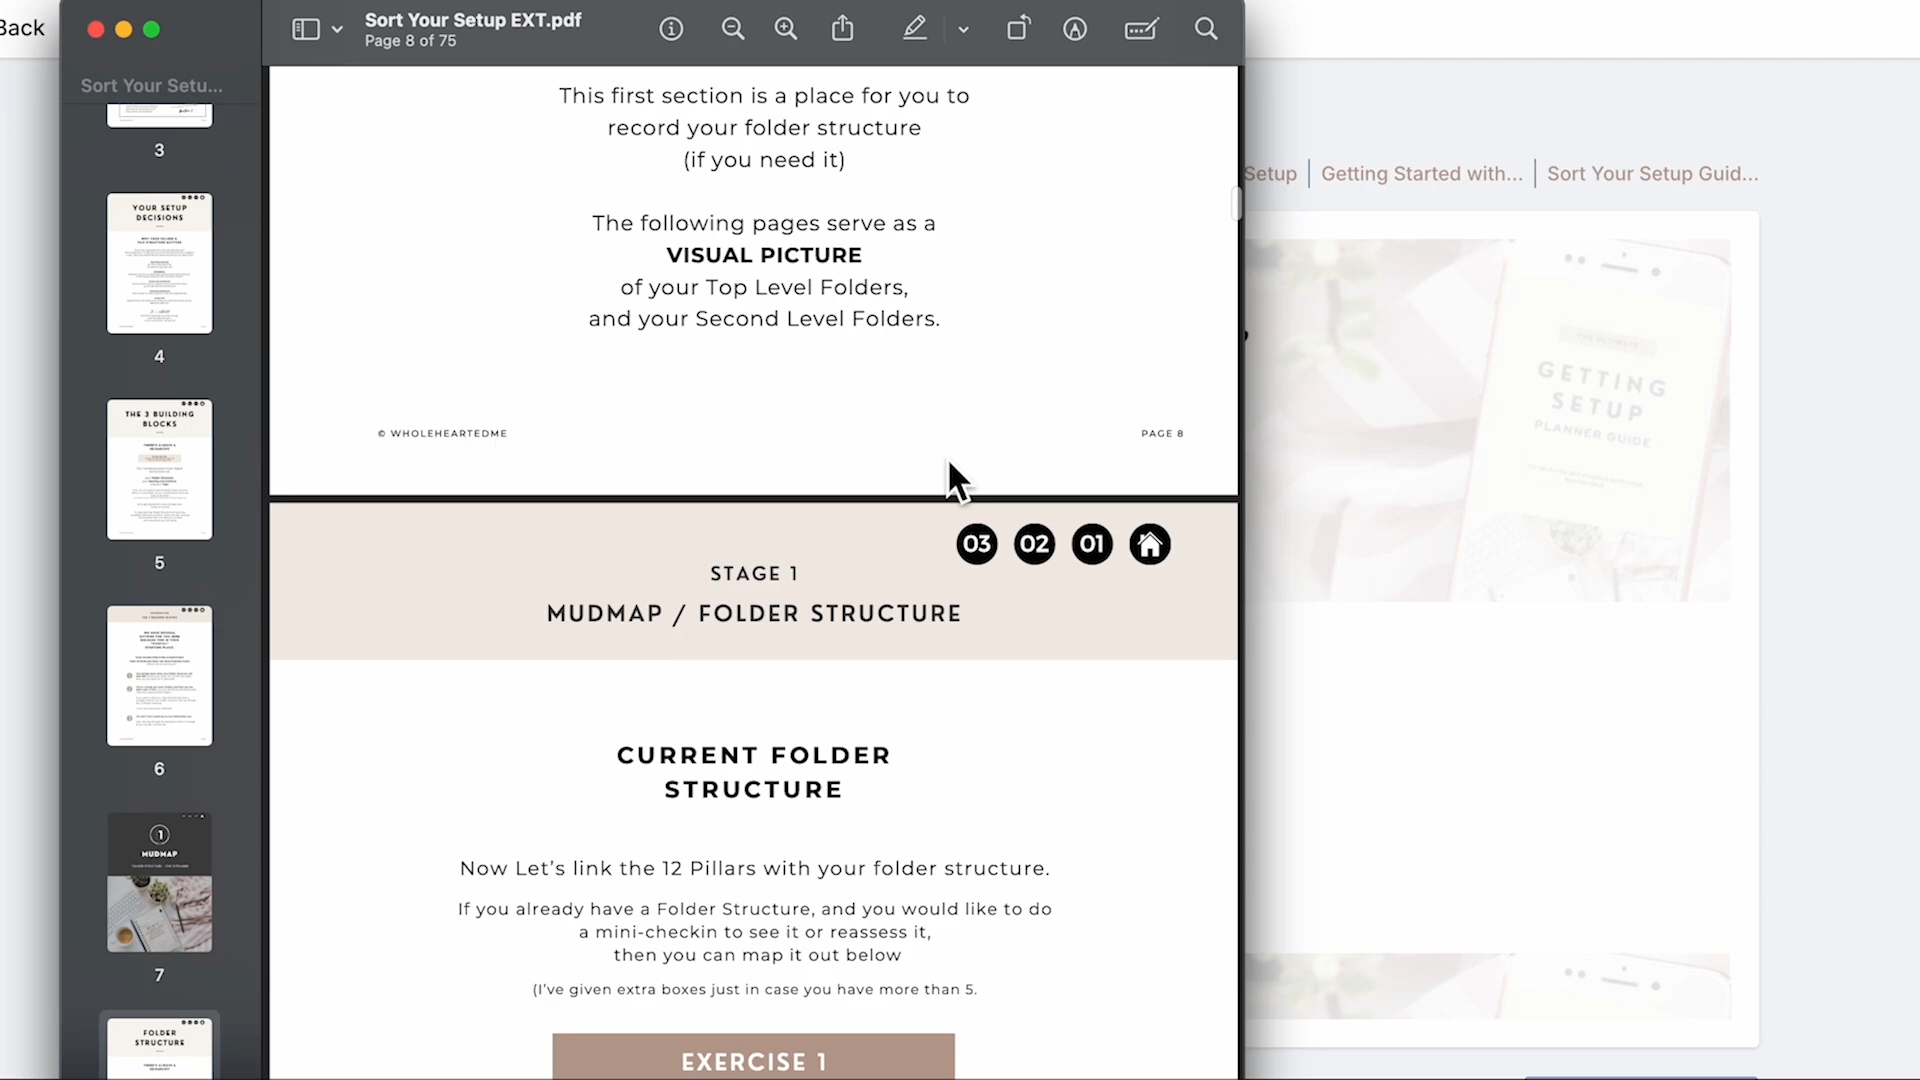 Back
Sort Your Setup EXT.pdf
Page 8 of 75
Sort Your Setu...
3
YOUR SETUP
DECISIONS
4
THE 3 BUILDING
BLOCKS
5
6
1
MUDMAP
7
FOLDER
STRUCTURE
This first section is a place for you to
record your folder structure
(if you need it)
The following pages serve as a
VISUAL PICTURE
of your Top Level Folders,
and your Second Level Folders.
© WHOLEHEARTEDME
PAGE 8
03 02 01
STAGE 1
MUDMAP / FOLDER STRUCTURE
CURRENT FOLDER
STRUCTURE
Now Let's link the 12 Pillars with your folder structure.
If you already have a Folder Structure, and you would like to do
a mini-checkin to see it or reassess it,
then you can map it out below
(I've given extra boxes just in case you have more than 5.
EXERCISE 1
Setup | Getting Started with... | Sort Your Setup Guid...
THE ULTIMATE
GETTING
SETUP
PLANNER GUIDE